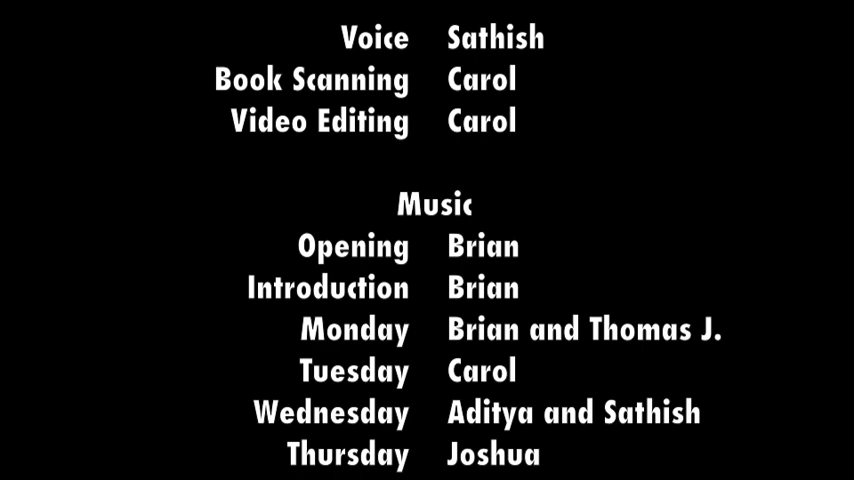 Voice Sathish
Book Scanning Carol
Video Editing Carol
Music
Opening Brian
Introduction Brian
Monday Brian and Thomas J.
Tuesday Carol
Wednesday Aditya and Sathish
Thursday Joshua